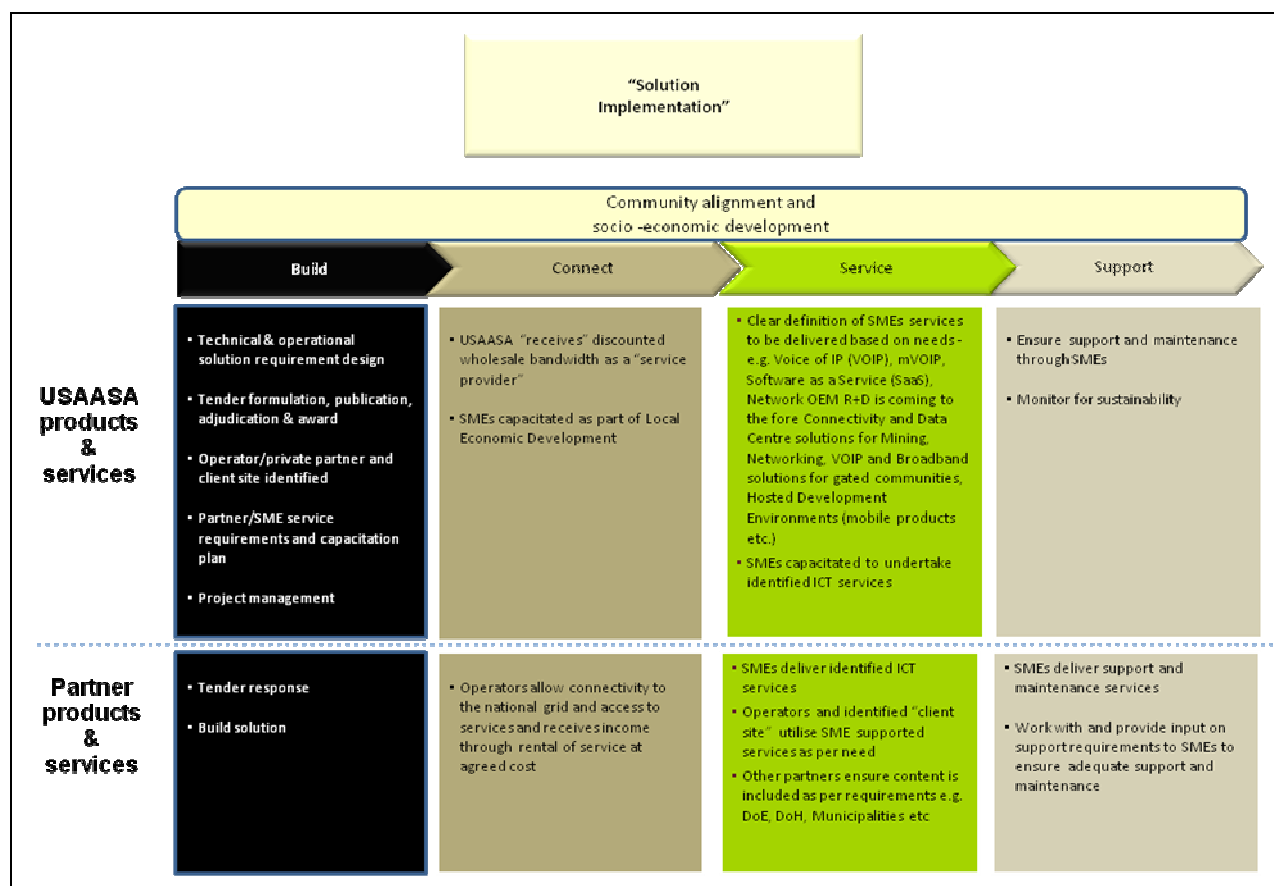 “Solution
Implementation”
Community alignment and
socio -economic development
Build
Connect
Service
Support
USAASA
products
&
services
▪ Technical & operational
solution requirement design
▪ Tender formulation, publication,
adjudication & award
▪ Operator/private partner and
client site identified
▪ Partner/SME service
requirements and capacitation
plan
▪ Project management
▪ USAASA “receives” discounted
wholesale bandwidth as a “service
provider”
▪ SMEs capacitated as part of Local
Economic Development
▪ Clear definition of SMEs services
to be delivered based on needs -
e.g. Voice of IP (VOIP), mVOIP,
Software as a Service (SaaS),
Network OEM R+D is coming to
the fore Connectivity and Data
Centre solutions for Mining,
Networking, VOIP and Broadband
solutions for gated communities,
Hosted Development
Environments (mobile products
etc.)
▪ SMEs capacitated to undertake
identified ICT services
▪ Ensure support and maintenance
through SMEs
▪ Monitor for sustainability
Partner
products
&
services
▪ Tender response
▪ Build solution
▪ Operators allow connectivity to
the national grid and access to
services and receives income
through rental of service at
agreed cost
▪ SMEs deliver identified ICT
services
▪ Operators and identified “client
site” utilise SME supported
services as per need
▪ Other partners ensure content is
included as per requirements e.g.
DoE, DoH, Municipalities etc
▪ SMEs deliver support and
maintenance services
▪ Work with and provide input on
support requirements to SMEs to
ensure adequate support and
maintenance